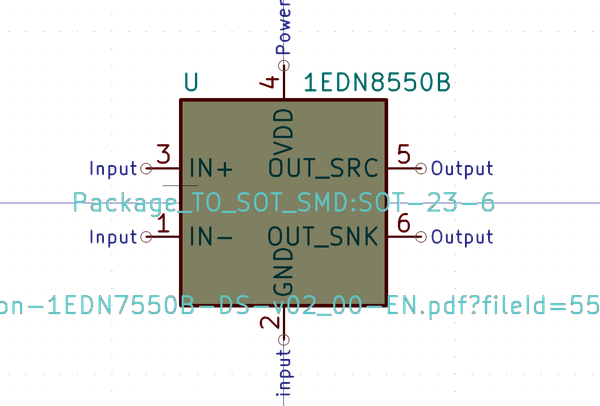 Power
U 1EDN8550B
4
VDD
Input 3 IN+ OUT_SRC 5 Output
Package_TO_SOT_SMD:SOT-23-6
Input 1 IN- OUT_SNK 6 Output
GND
on-1EDN7550B-DS-v02_00-EN.pdf?fileId=55
2
input